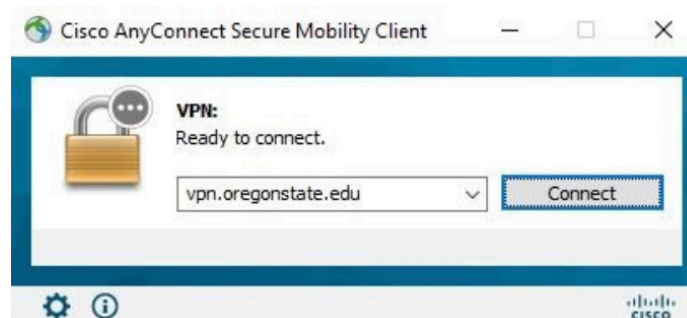 Cisco AnyConnect Secure Mobility Client
VPN:
Ready to connect.
vpn.oregonstate.edu
Connect
CISCO